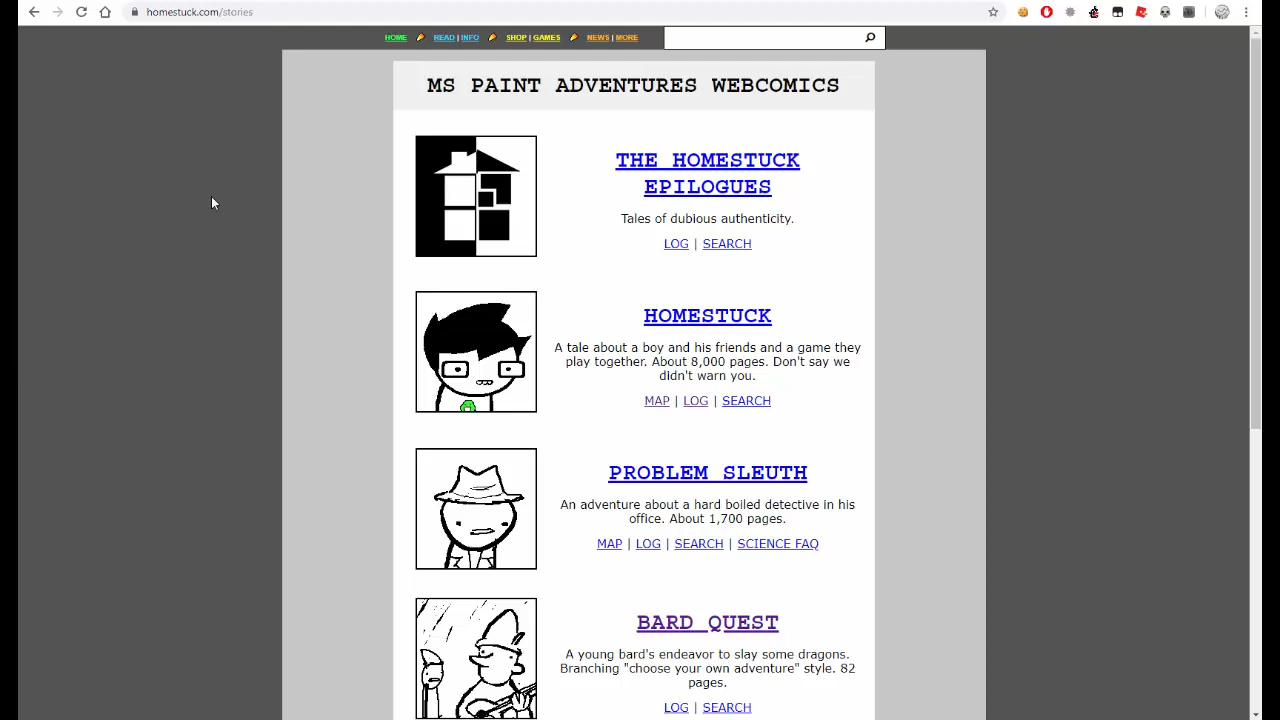 homestuck.com/stories
HOME READ | INFO SHOP | GAMES NEWS | MORE
MS PAINT ADVENTURES WEBCOMICS
THE HOMESTUCK
EPILOGUES
Tales of dubious authenticity.
LOG | SEARCH
HOMESTUCK
A tale about a boy and his friends and a game they
play together. About 8,000 pages. Don't say we
didn't warn you.
MAP | LOG | SEARCH
PROBLEM SLEUTH
An adventure about a hard boiled detective in his
office. About 1,700 pages.
MAP | LOG | SEARCH | SCIENCE FAQ
BARD QUEST
A young bard's endeavor to slay some dragons.
Branching "choose your own adventure" style. 82
pages.
LOG | SEARCH